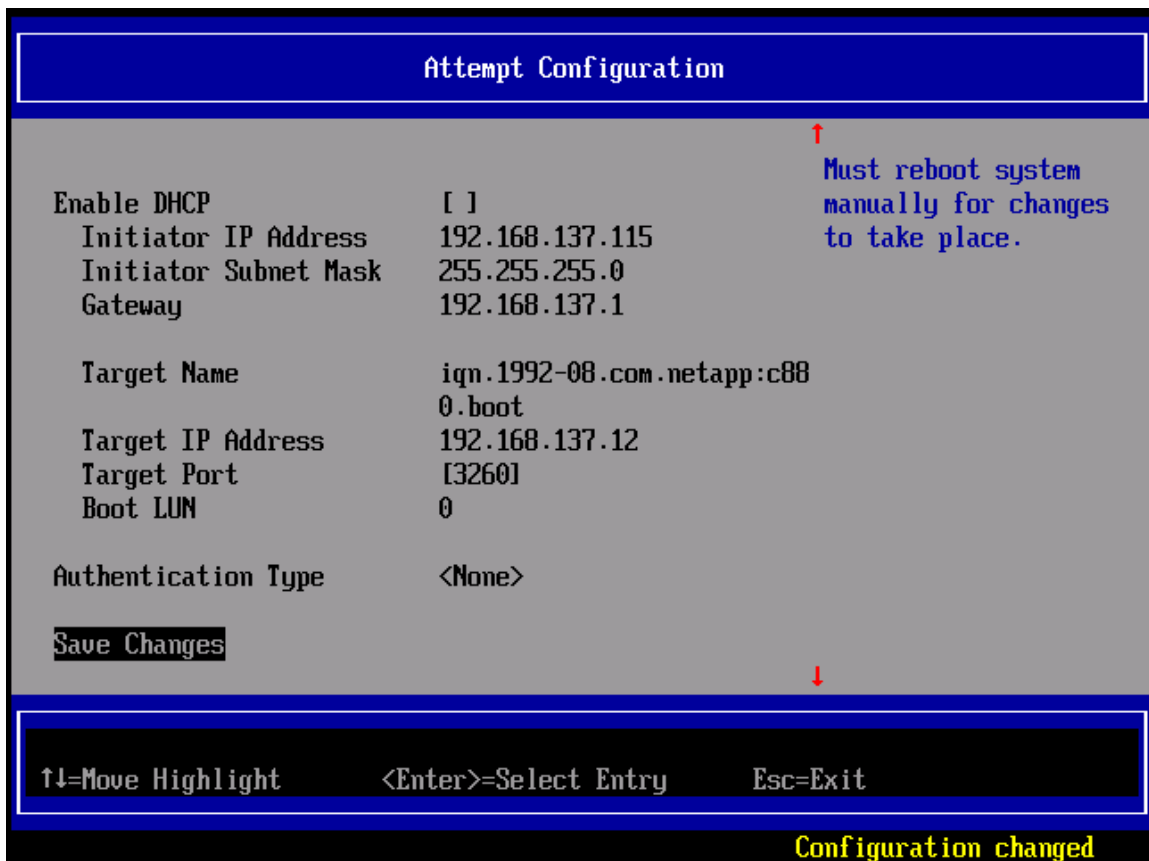 Attempt Configuration
↑
Must reboot system
Enable DHCP [ ] manually for changes
Initiator IP Address 192.168.137.115 to take place.
Initiator Subnet Mask 255.255.255.0
Gateway 192.168.137.1
Target Name iqn.1992-08.com.netapp:c88
0.boot
Target IP Address 192.168.137.12
Target Port [3260]
Boot LUN 0
Authentication Type <None>
Save Changes
↓
↑↓=Move Highlight <Enter>=Select Entry Esc=Exit
Configuration changed